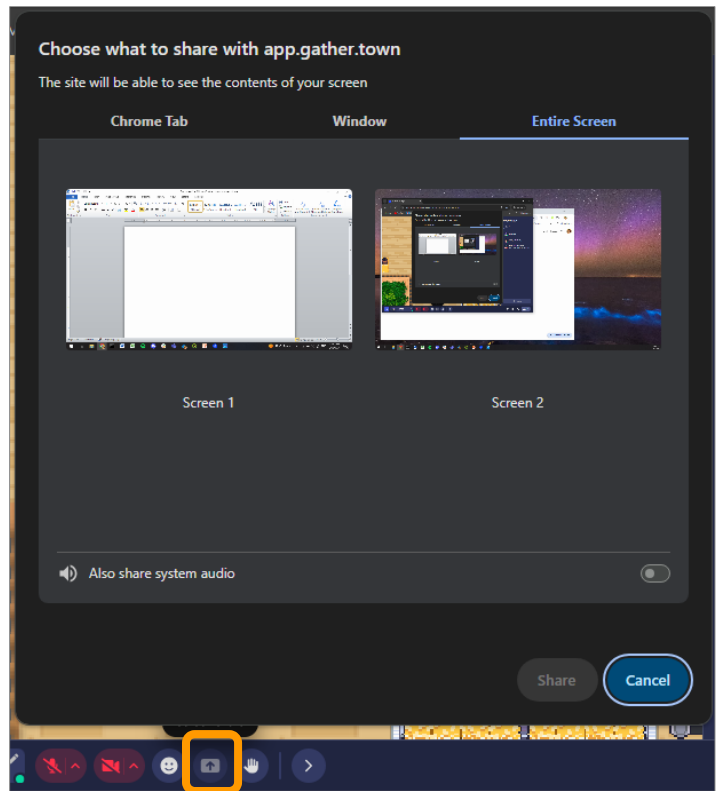 Choose what to share with app.gather.town
The site will be able to see the contents of your screen
Chrome Tab Window Entire Screen
Screen 1 Screen 2
Also share system audio
Share Cancel